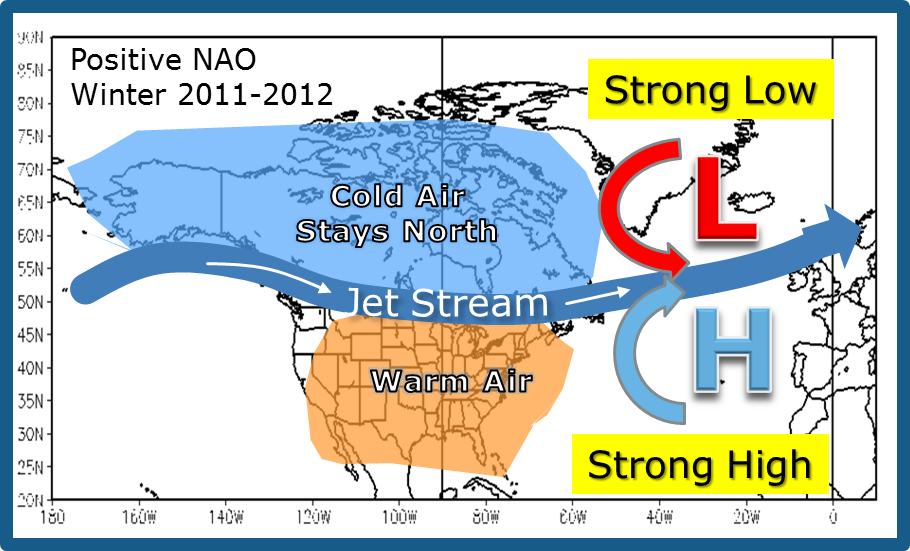 Positive NAO
Winter 2011-2012
Strong Low
L
Cold Air
Stays North
Jet Stream
H
Warm Air
Strong High
90N
85N
80N
75N
70N
65N
60N
55N
50N
45N
40N
35N
30N
25N
20N
180
160W
140W
120W
100W
80W
60W
40W
20W
0